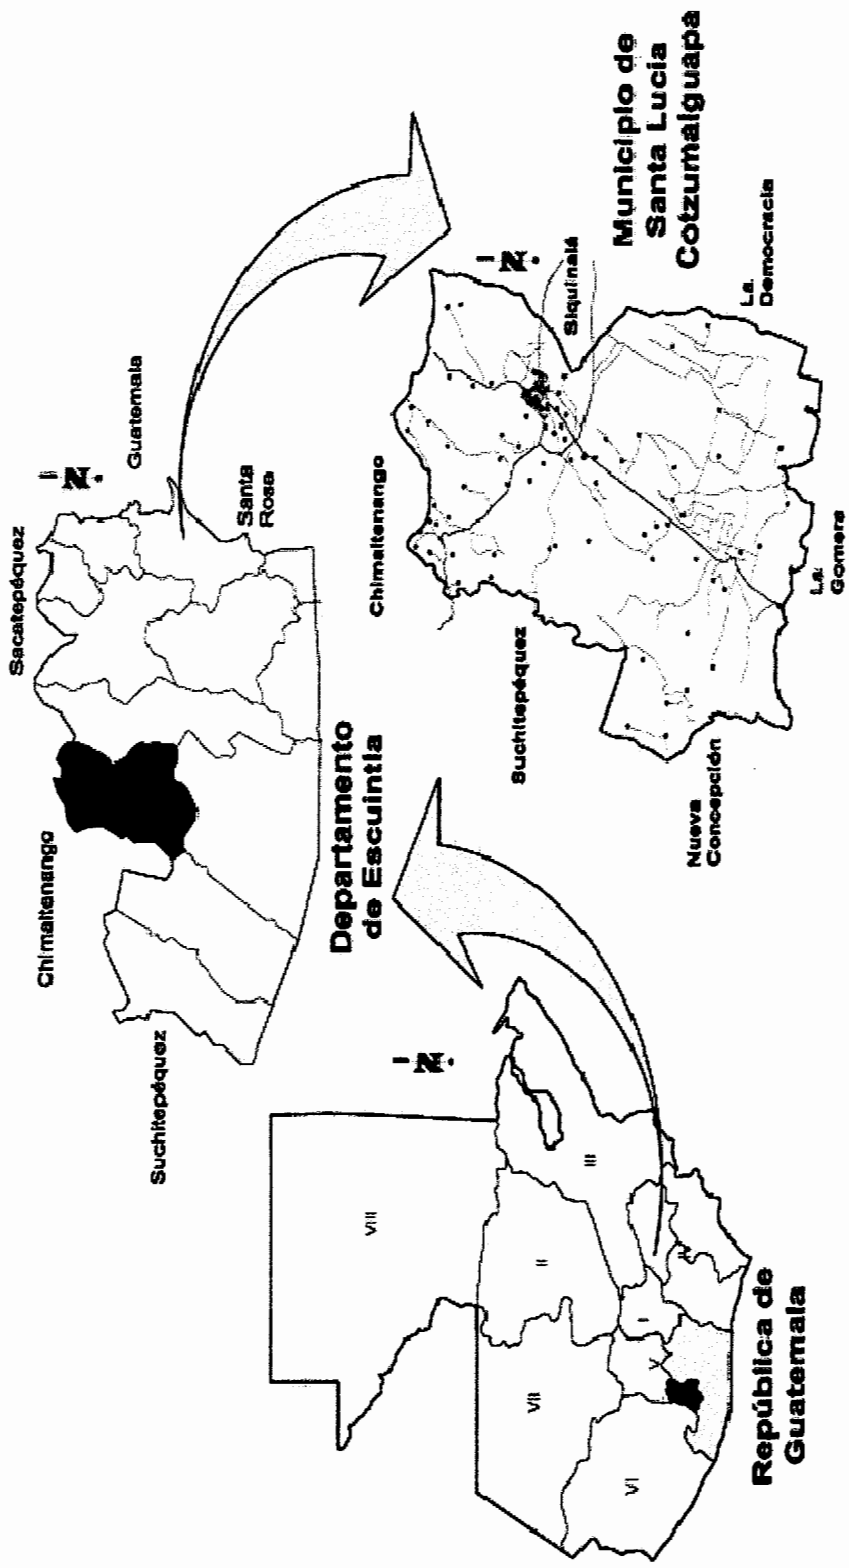 Chimaltenango
Sacatepéquez
Suchitepéquez
N
Guatemala
Santa
Rosa
Departamento
de Escuintla
N
VIII
VII
II
III
VI
V
I
IV
República de
Guatemala
Chimaltenango
Suchitepéquez
N
Siquinalá
Nueva
Concepción
La
Gomera
La
Democracia
Municipio de
Santa Lucia
Cotzumalguapa